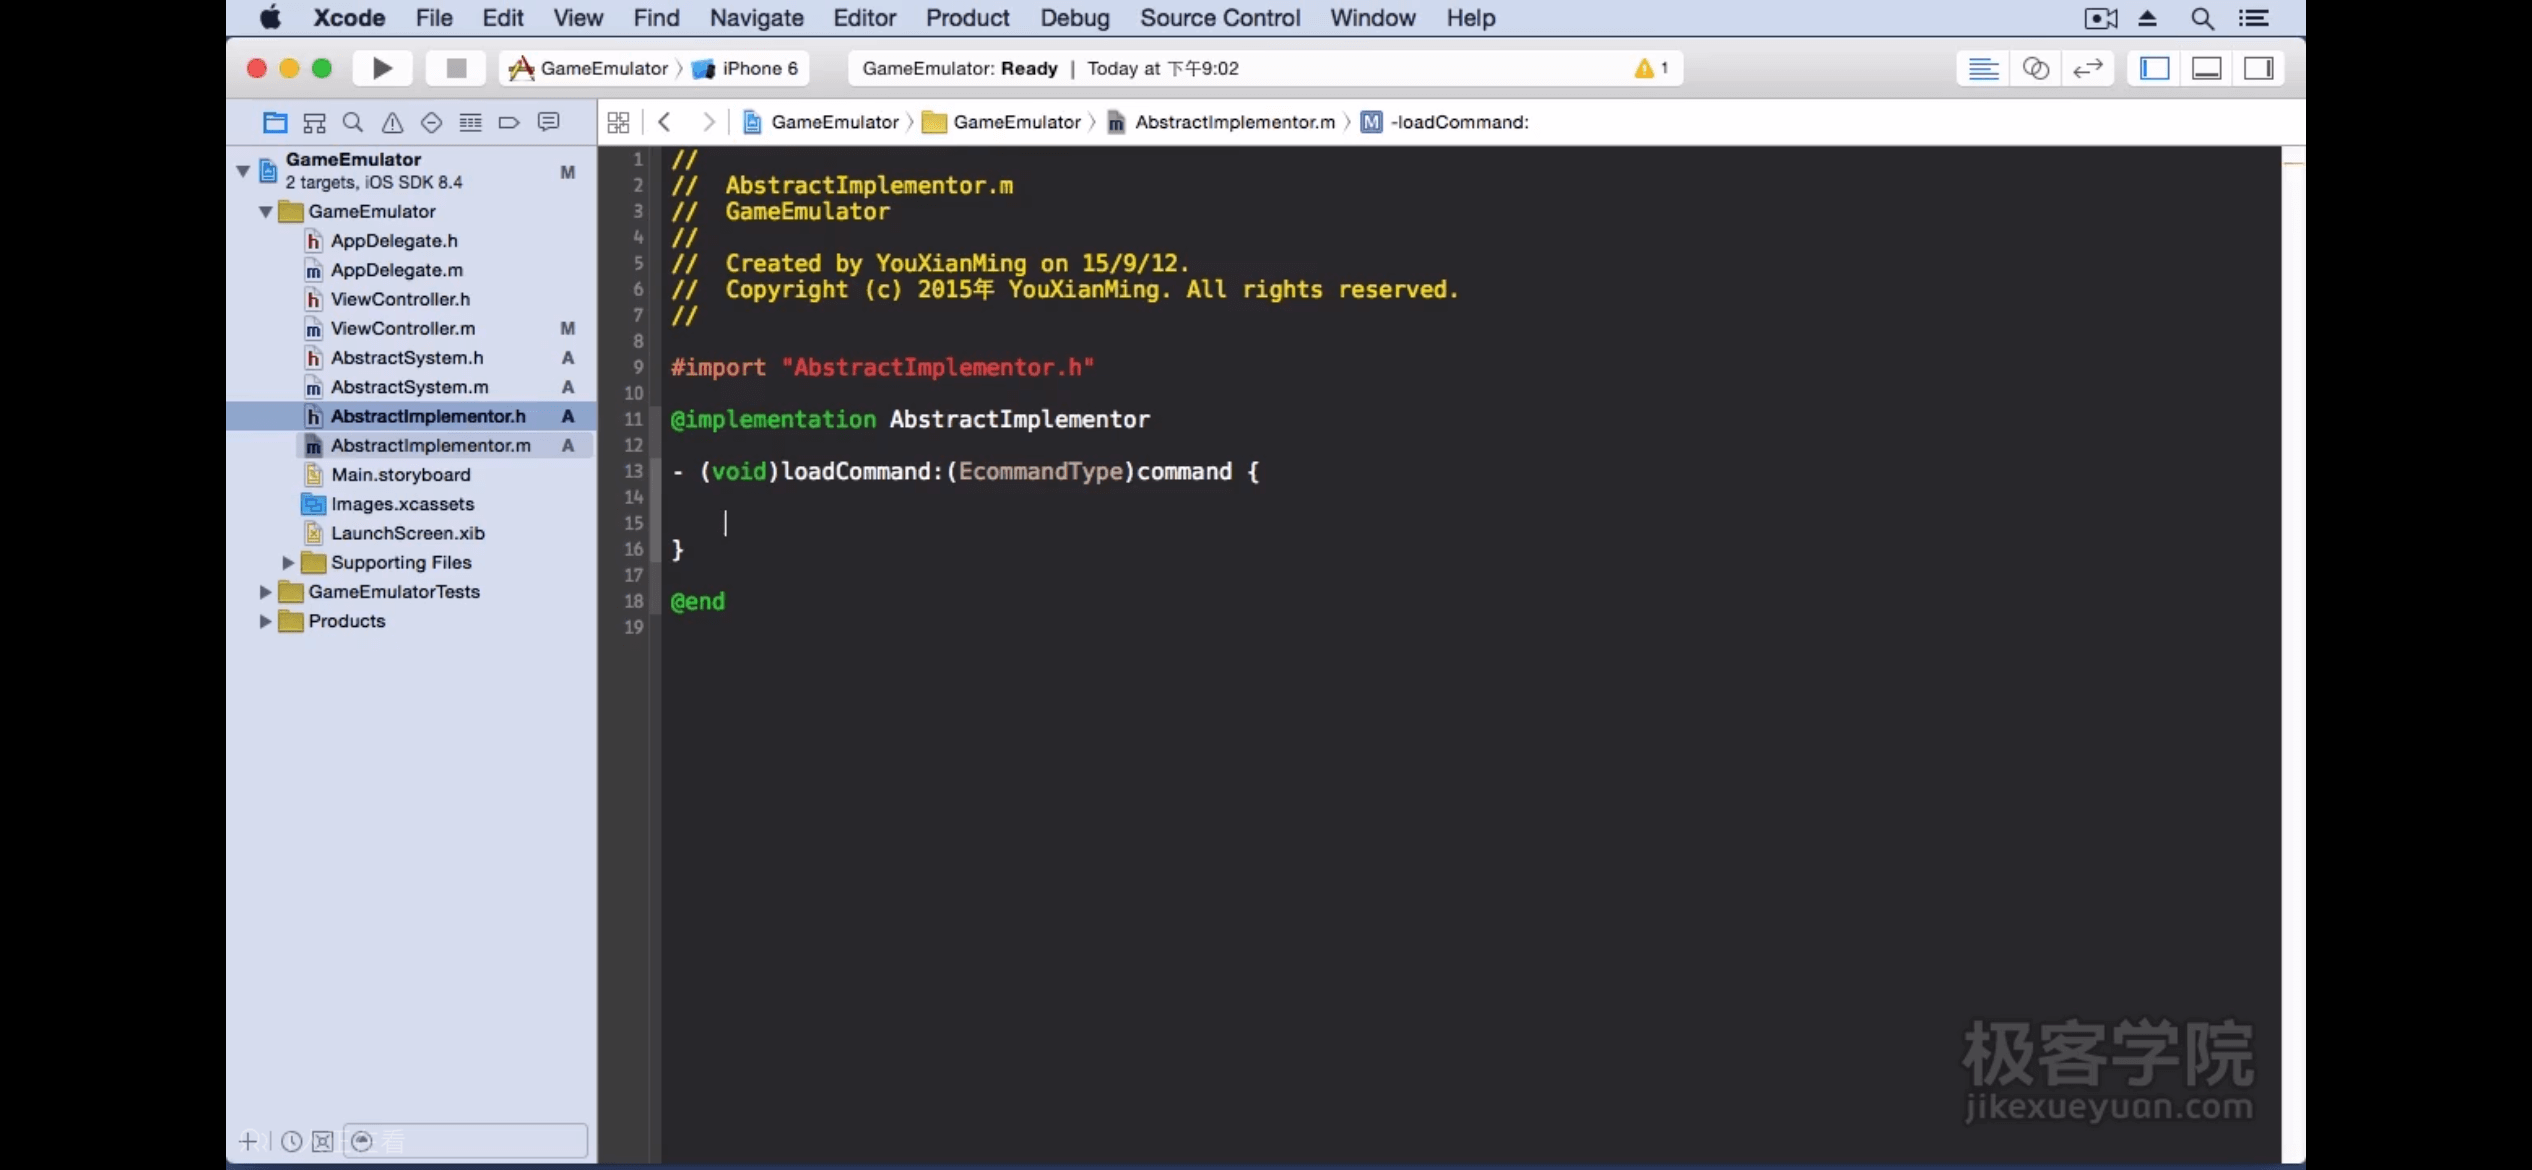 Xcode File Edit View Find Navigate Editor Product Debug Source Control Window Help
GameEmulator iPhone 6 GameEmulator: Ready | Today at 下午9:02 1
GameEmulator GameEmulator AbstractImplementor.m M -loadCommand:
GameEmulator
2 targets, iOS SDK 8.4 M
GameEmulator
h AppDelegate.h
m AppDelegate.m
h ViewController.h
m ViewController.m M
h AbstractSystem.h A
m AbstractSystem.m A
h AbstractImplementor.h A
m AbstractImplementor.m A
Main.storyboard
Images.xcassets
LaunchScreen.xib
Supporting Files
GameEmulatorTests
Products
1 //
2 // AbstractImplementor.m
3 // GameEmulator
4 //
5 // Created by YouXianMing on 15/9/12.
6 // Copyright (c) 2015年 YouXianMing. All rights reserved.
7 //
8
9 #import "AbstractImplementor.h"
10
11 @implementation AbstractImplementor
12
13 - (void)loadCommand:(EcommandType)command {
14
15
16 }
17
18 @end
19
极客学院
jikexueyuan.com